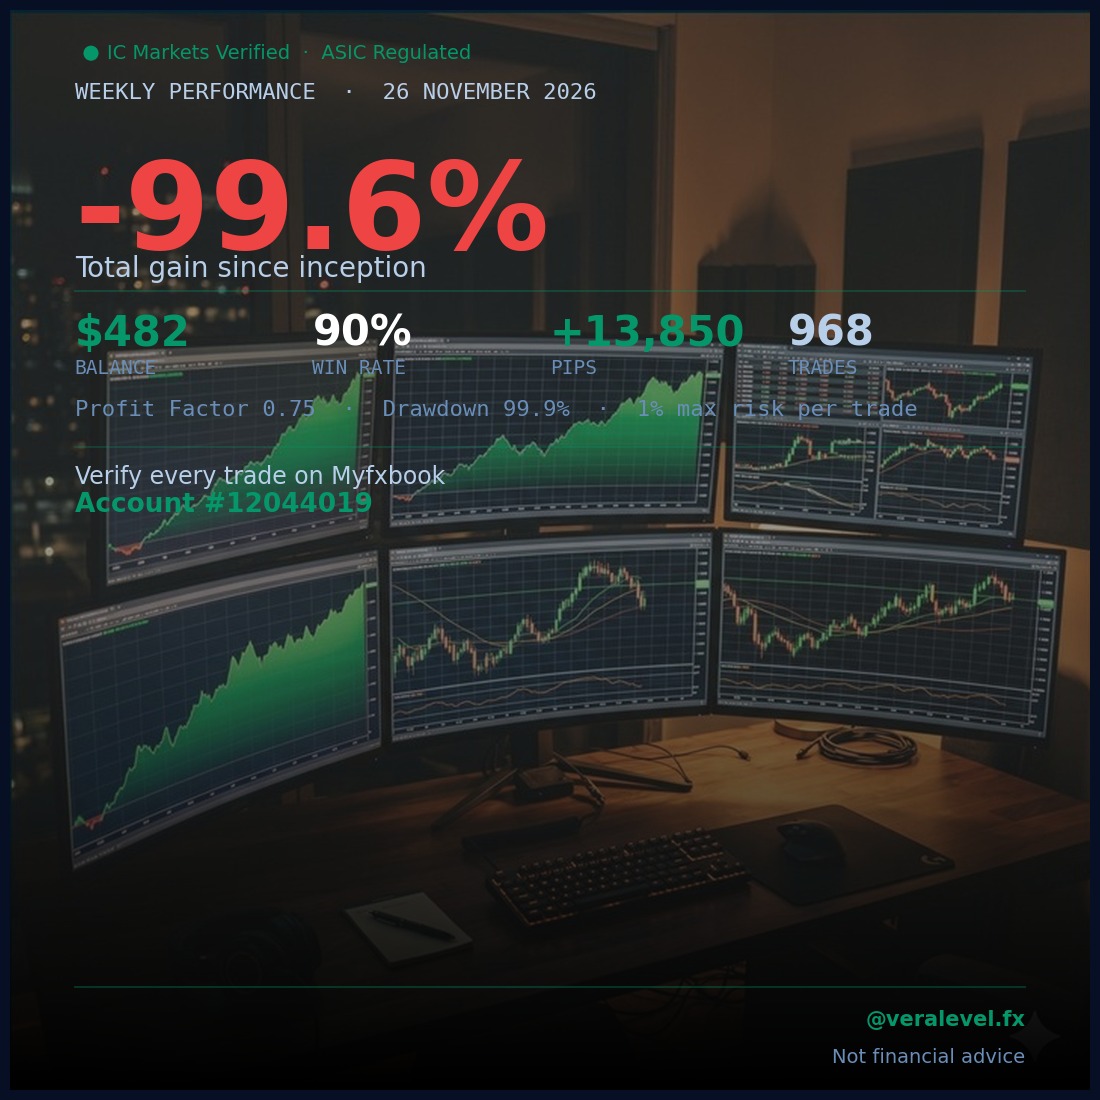 ● IC Markets Verified · ASIC Regulated
WEEKLY PERFORMANCE · 26 NOVEMBER 2026
-99.6%
Total gain since inception
$482 90% +13,850 968
BALANCE WIN RATE PIPS TRADES
Profit Factor 0.75 · Drawdown 99.9% · 1% max risk per trade
Verify every trade on Myfxbook
Account #12044019
@veralevel.fx
Not financial advice